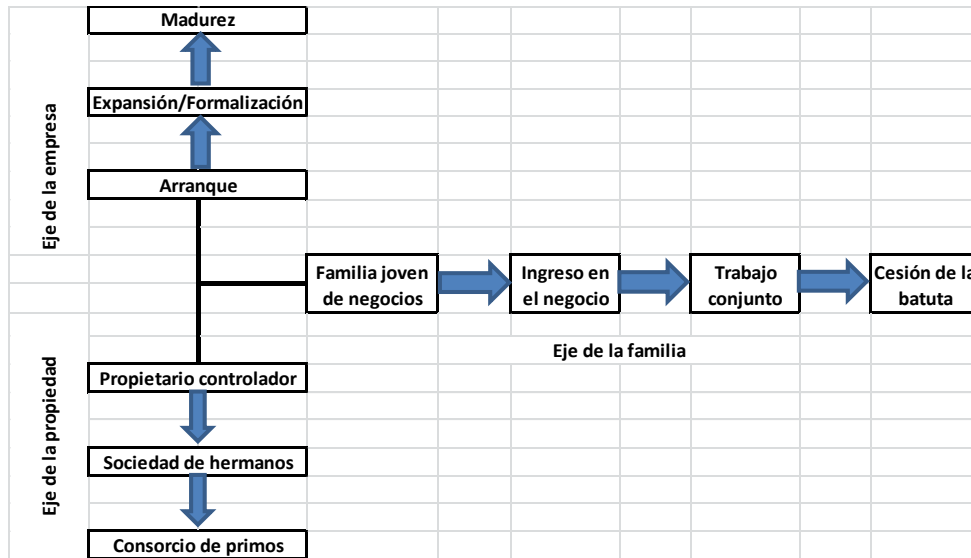 Madurez
Expansión/Formalización
Arranque
Eje de la empresa
Familia joven
de negocios
Ingreso en
el negocio
Trabajo
conjunto
Cesión de la
batuta
Eje de la familia
Eje de la propiedad
Propietario controlador
Sociedad de hermanos
Consorcio de primos